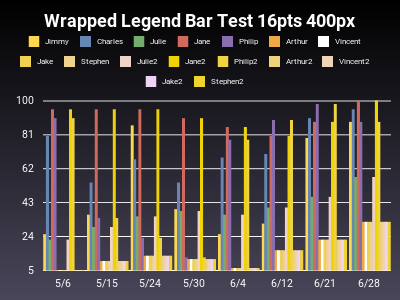 Wrapped Legend Bar Test 16pts 400px
Jimmy Charles Julie Jane Philip Arthur Vincent
Jake Stephen Julie2 Jane2 Philip2 Arthur2 Vincent2
Jake2 Stephen2
100
81
62
43
24
5
5/6 5/15 5/24 5/30 6/4 6/12 6/21 6/28